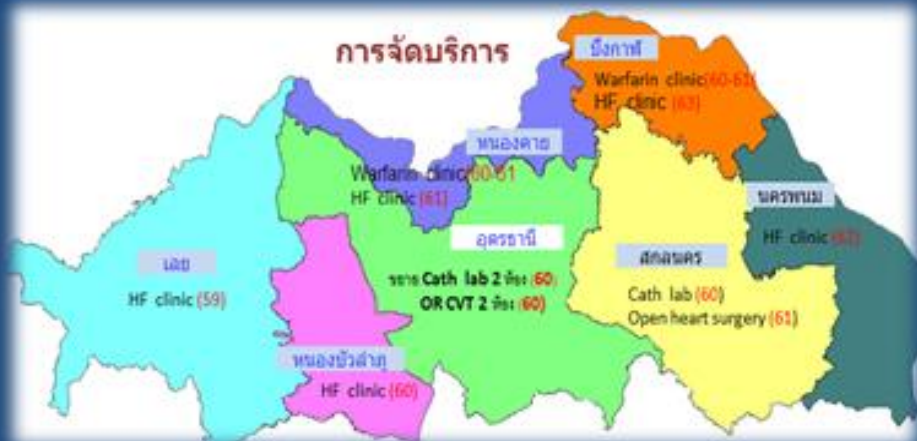 การจัดบริการ
บึงกาฬ
Warfarin clinic(60-61)
HF clinic (62)
หนองคาย
Warfarin clinic(60-61
HF clinic (61)
นครพนม
HF clinic (62)
อุดรธานี
ขยาย Cath lab 2 ห้อง (60)
OR CVT 2 ห้อง (60)
สกลนคร
Cath lab (60)
Open heart surgery (61)
เลย
HF clinic (59)
หนองบัวลำภู
HF clinic (60)